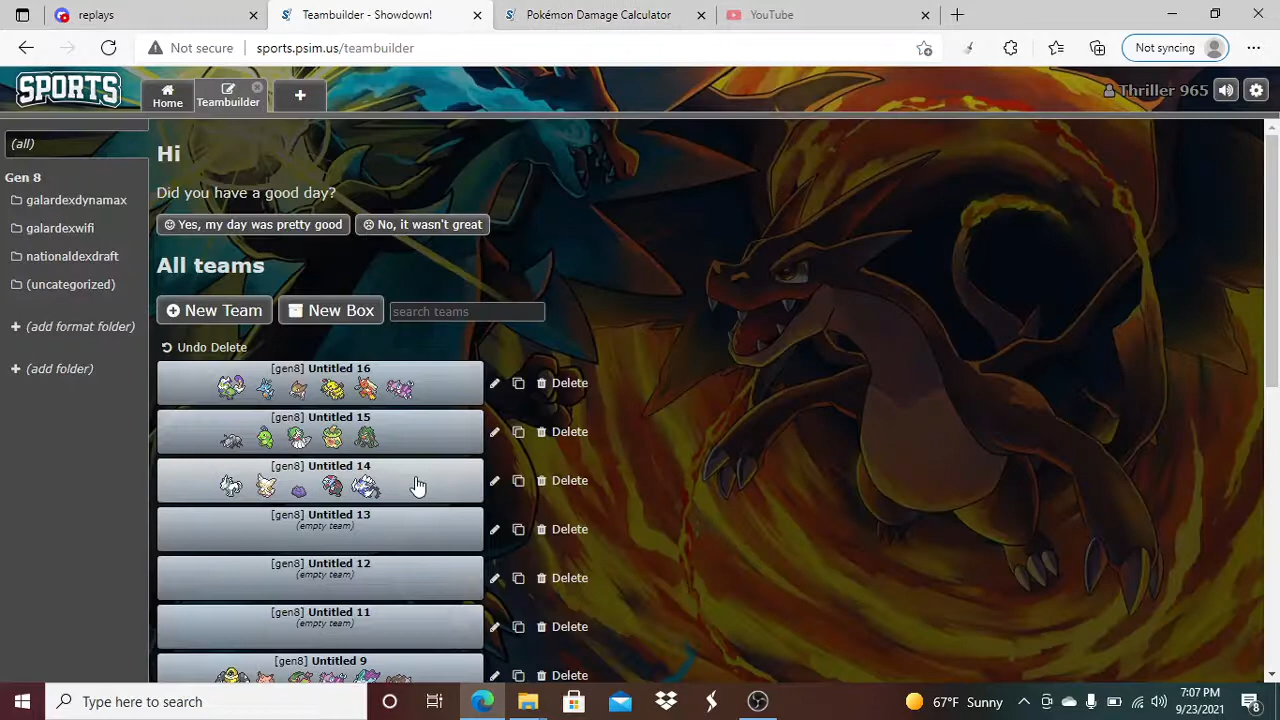 replays
Teambuilder - Showdown!
Pokémon Damage Calculator
YouTube
Not secure
sports.psim.us/teambuilder
Not syncing
SPORTS
Home
Teambuilder
Thriller 965
(all)
Gen 8
galardexdynamax
galardexwifi
nationaldexdraft
(uncategorized)
(add format folder)
(add folder)
Hi
Did you have a good day?
Yes, my day was pretty good
No, it wasn't great
All teams
New Team
New Box
search teams
Undo Delete
[gen8] Untitled 16
Delete
[gen8] Untitled 15
Delete
[gen8] Untitled 14
Delete
[gen8] Untitled 13
(empty team)
Delete
[gen8] Untitled 12
(empty team)
Delete
[gen8] Untitled 11
(empty team)
Delete
[gen8] Untitled 9
Delete
Type here to search
67°F Sunny
7:07 PM
9/23/2021
8